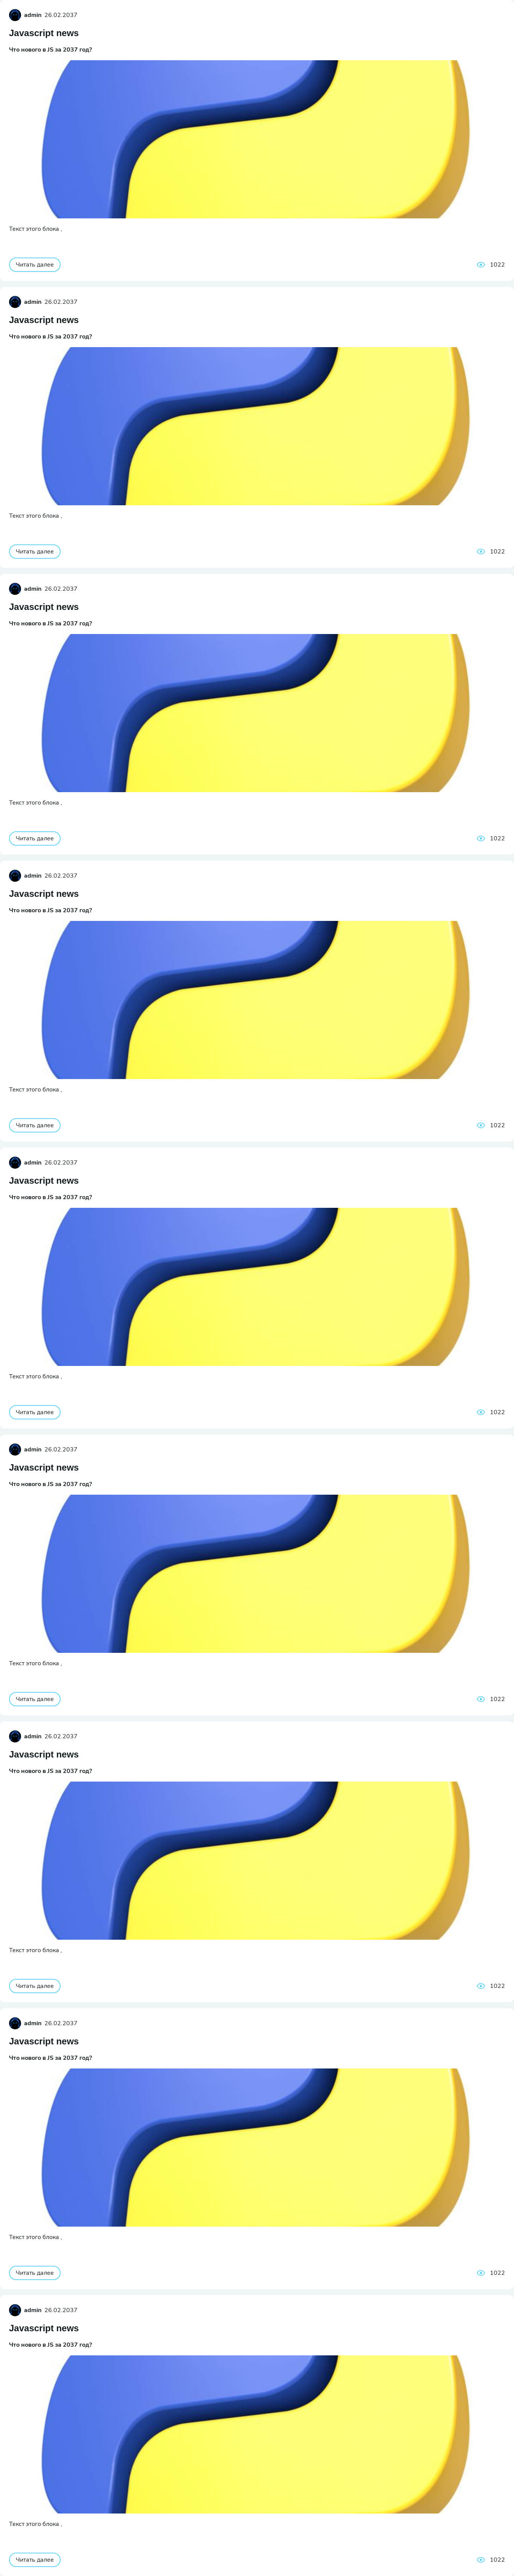 admin 26.02.2037
Javascript news
Что нового в JS за 2037 год?
Текст этого блока ,
Читать далее 1022
admin 26.02.2037
Javascript news
Что нового в JS за 2037 год?
Текст этого блока ,
Читать далее 1022
admin 26.02.2037
Javascript news
Что нового в JS за 2037 год?
Текст этого блока ,
Читать далее 1022
admin 26.02.2037
Javascript news
Что нового в JS за 2037 год?
Текст этого блока ,
Читать далее 1022
admin 26.02.2037
Javascript news
Что нового в JS за 2037 год?
Текст этого блока ,
Читать далее 1022
admin 26.02.2037
Javascript news
Что нового в JS за 2037 год?
Текст этого блока ,
Читать далее 1022
admin 26.02.2037
Javascript news
Что нового в JS за 2037 год?
Текст этого блока ,
Читать далее 1022
admin 26.02.2037
Javascript news
Что нового в JS за 2037 год?
Текст этого блока ,
Читать далее 1022
admin 26.02.2037
Javascript news
Что нового в JS за 2037 год?
Текст этого блока ,
Читать далее 1022